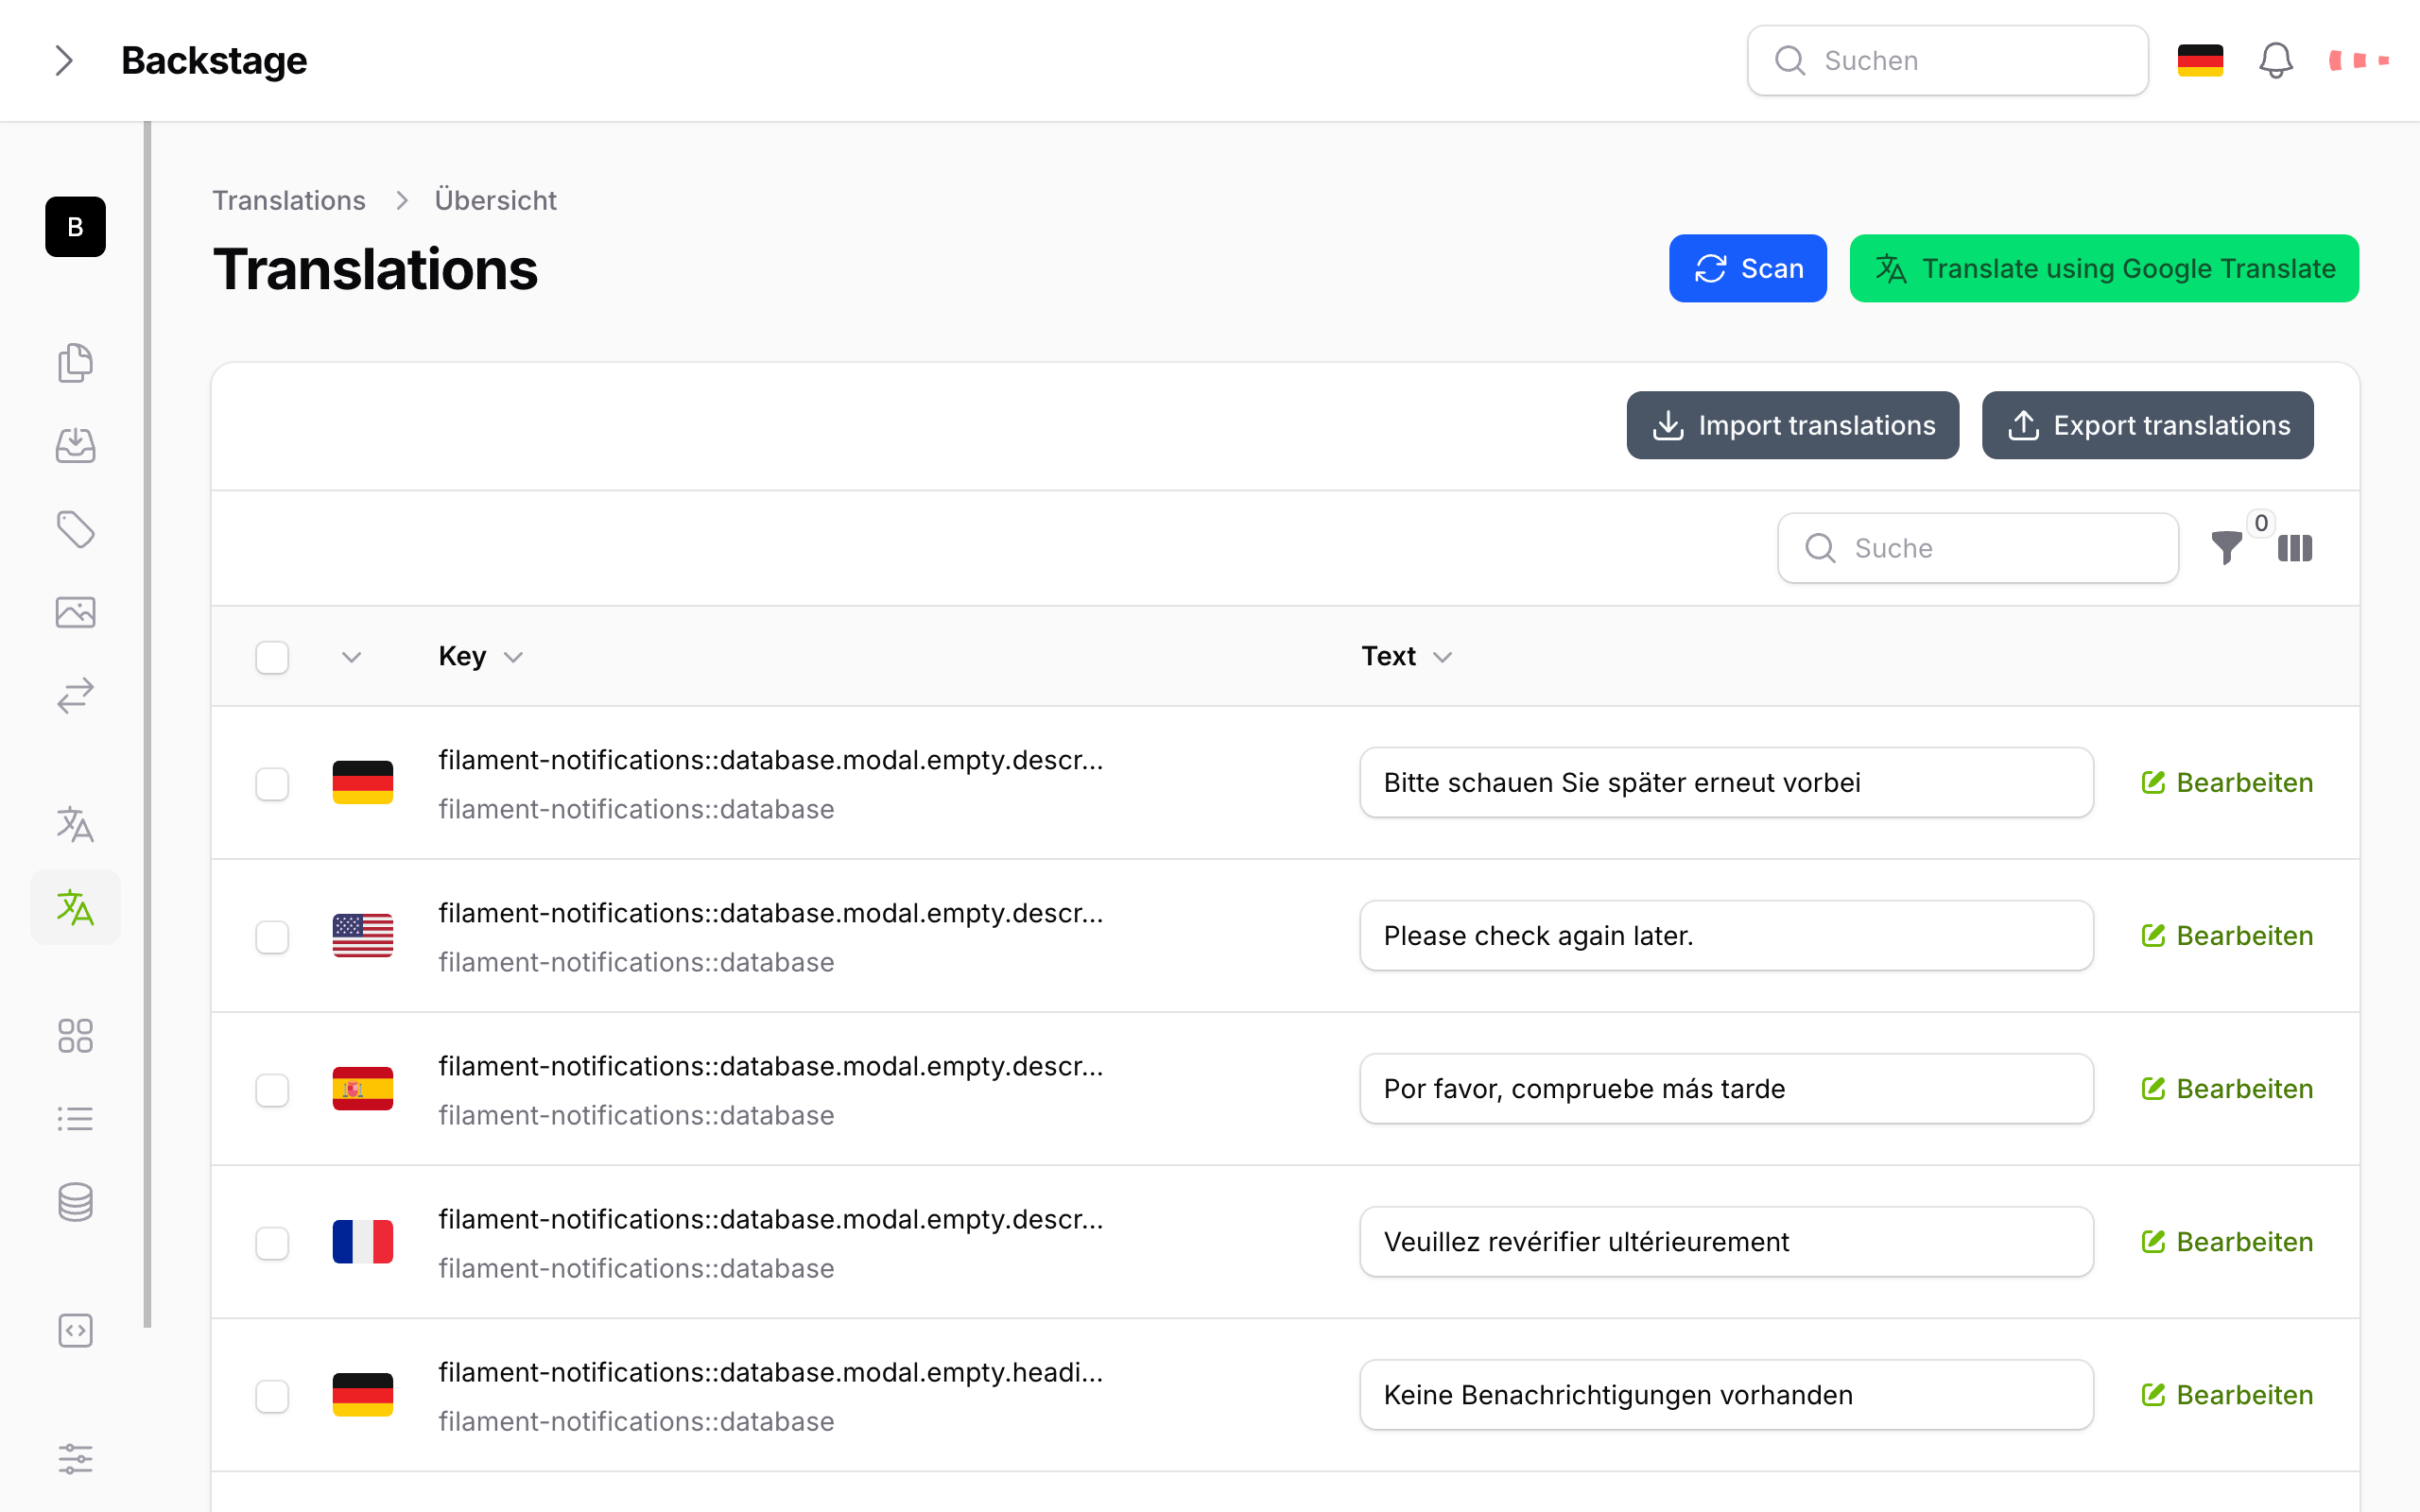 Backstage
Suchen
B
Translations > Übersicht
Translations
Scan
Translate using Google Translate
Import translations
Export translations
Suche
0
Key
Text
filament-notifications::database.modal.empty.descr...
filament-notifications::database
Bitte schauen Sie später erneut vorbei
Bearbeiten
filament-notifications::database.modal.empty.descr...
filament-notifications::database
Please check again later.
Bearbeiten
filament-notifications::database.modal.empty.descr...
filament-notifications::database
Por favor, compruebe más tarde
Bearbeiten
filament-notifications::database.modal.empty.descr...
filament-notifications::database
Veuillez revérifier ultérieurement
Bearbeiten
filament-notifications::database.modal.empty.headi...
filament-notifications::database
Keine Benachrichtigungen vorhanden
Bearbeiten